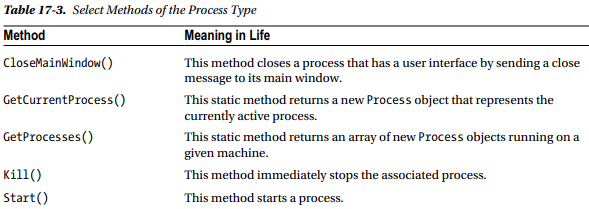 Table 17-3. Select Methods of the Process Type
Method Meaning in Life
CloseMainWindow() This method closes a process that has a user interface by sending a close
message to its main window.
GetCurrentProcess() This static method returns a new Process object that represents the
currently active process.
GetProcesses() This static method returns an array of new Process objects running on a
given machine.
Kill() This method immediately stops the associated process.
Start() This method starts a process.